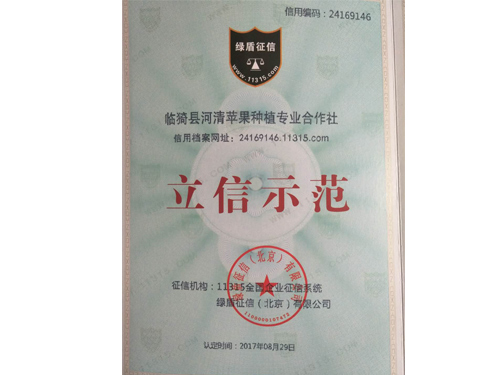 信用编码：24169146
绿盾征信
www.11315.com
临猗县河清苹果种植专业合作社
信用档案网址：24169146.11315.com
立信示范
征信机构：11315全国企业征信系统
绿盾征信（北京）有限公司
认定时间：2017年08月29日